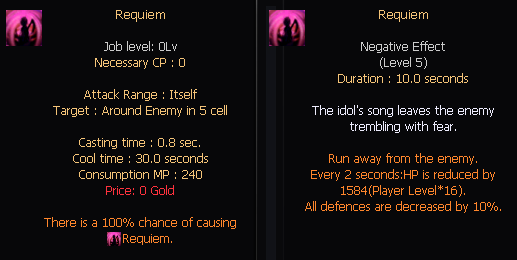 Requiem
Job level: 0Lv
Necessary CP : 0
Attack Range : Itself
Target : Around Enemy in 5 cell
Casting time : 0.8 sec.
Cool time : 30.0 seconds
Consumption MP : 240
Price: 0 Gold
There is a 100% chance of causing
Requiem.
Requiem
Negative Effect
(Level 5)
Duration : 10.0 seconds
The idol's song leaves the enemy
trembling with fear.
Run away from the enemy.
Every 2 seconds:HP is reduced by
1584(Player Level*16).
All defences are decreased by 10%.